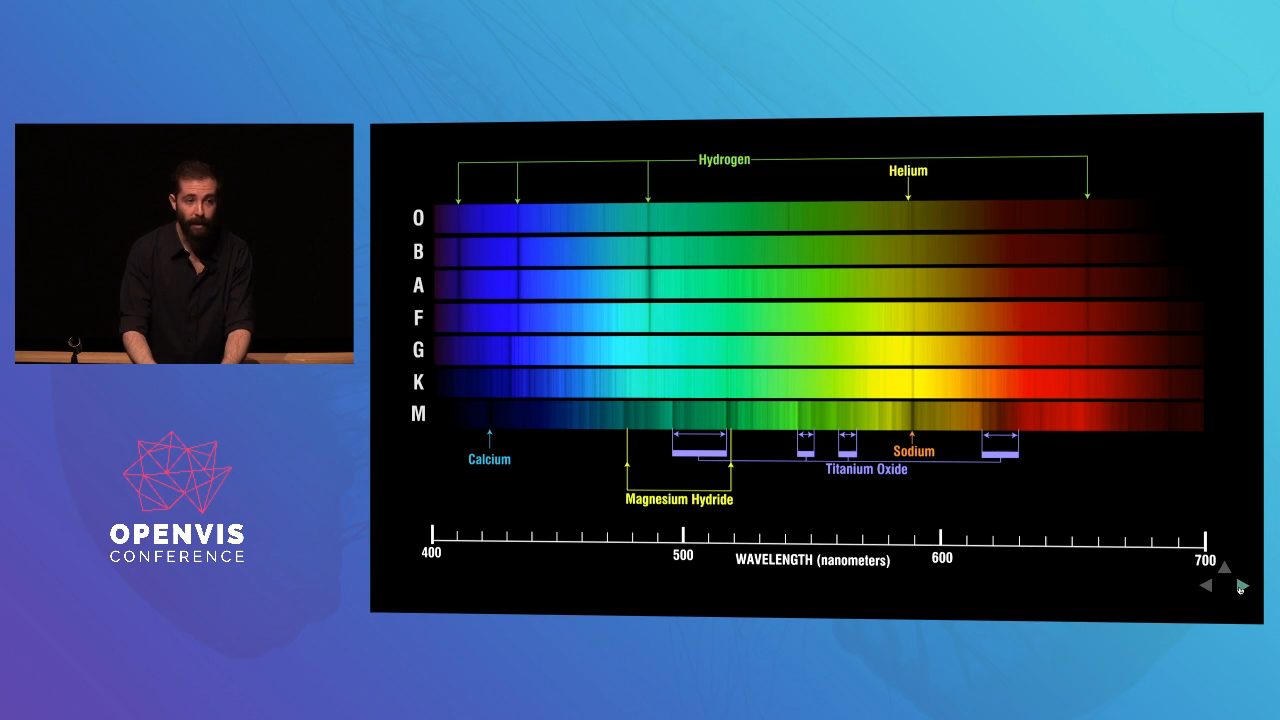 Hydrogen
Helium
O
B
A
F
G
K
M
Calcium
Sodium
Titanium Oxide
Magnesium Hydride
400
500
600
700
WAVELENGTH (nanometers)
OPENVIS
CONFERENCE